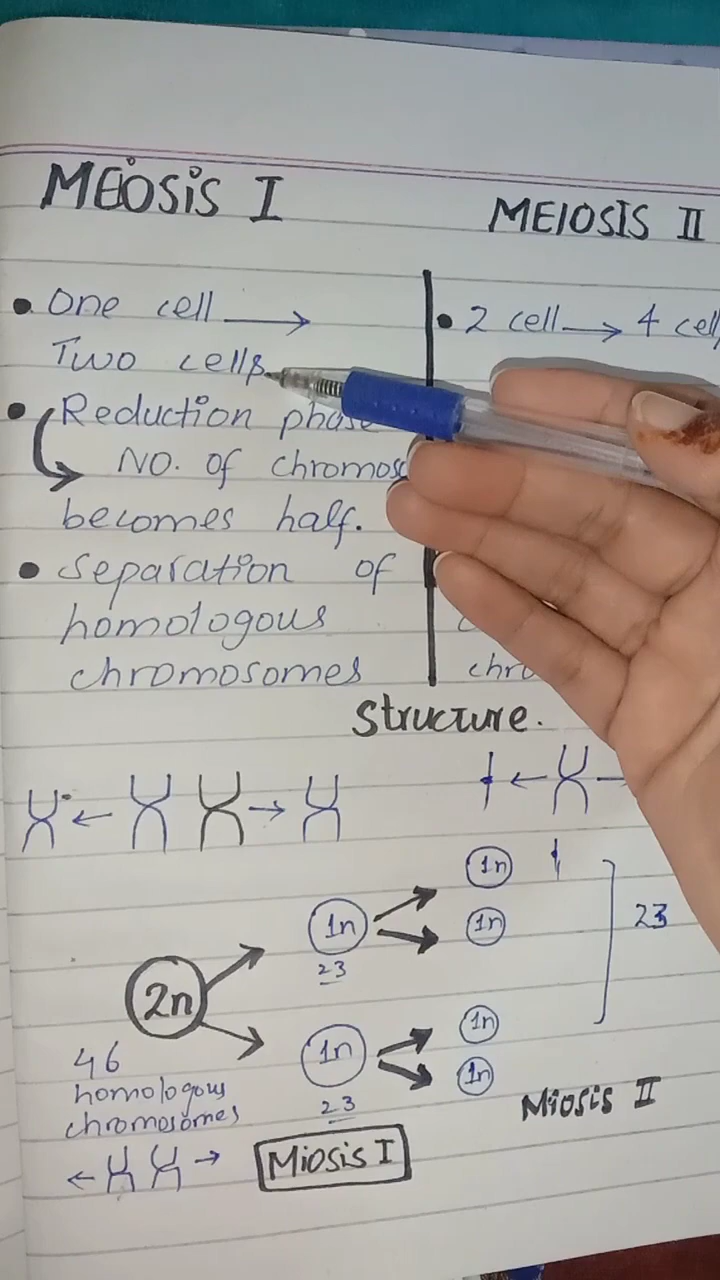 MEIOSIS I
MEIOSIS II
• One cell →
Two cells
• Reduction phase
NO. of chromoso
becomes half.
• Separation of
homologous
chromosomes
• 2 cell → 4 cell
chro
Structure.
1n
1n
1n
23
23
2n
1n
1n
1n
23
46
homologous
chromosomes
Miosis I
Miosis II